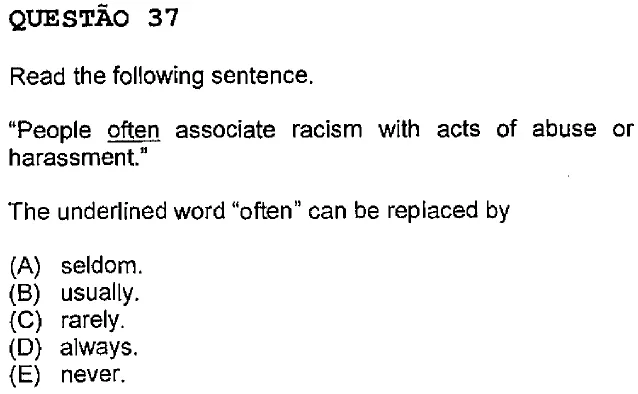 QUESTÃO 37
Read the following sentence.
“People often associate racism with acts of abuse or
harassment.”
The underlined word “often” can be replaced by
(A) seldom.
(B) usually.
(C) rarely.
(D) always.
(E) never.